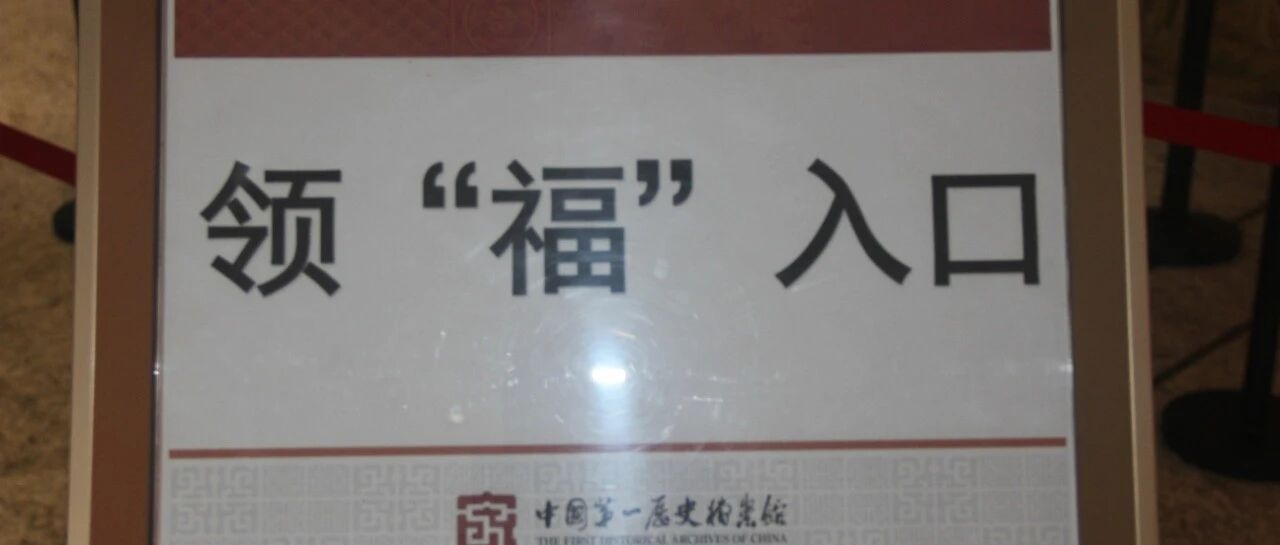 领“福”入口
中国第一历史档案馆
THE FIRST HISTORICAL ARCHIVES OF CHINA